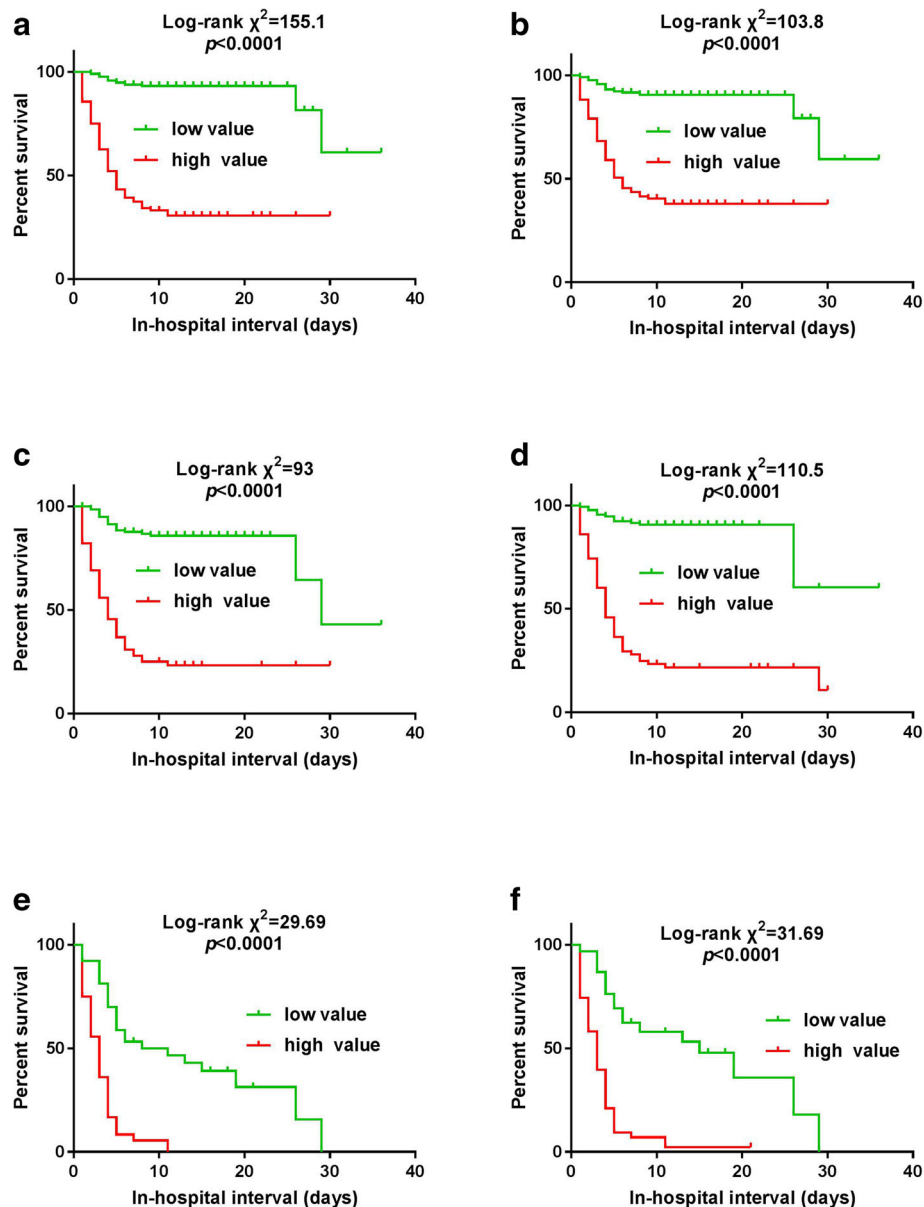 a
Log-rank χ²=155.1
p<0.0001
100
50
0
Percent survival
low value
high value
0 10 20 30 40
In-hospital interval (days)
b
Log-rank χ²=103.8
p<0.0001
100
50
0
Percent survival
low value
high value
0 10 20 30 40
In-hospital interval (days)
c
Log-rank χ²=93
p<0.0001
100
50
0
Percent survival
low value
high value
0 10 20 30 40
In-hospital interval (days)
d
Log-rank χ²=110.5
p<0.0001
100
50
0
Percent survival
low value
high value
0 10 20 30 40
In-hospital interval (days)
e
Log-rank χ²=29.69
p<0.0001
100
50
0
Percent survival
low value
high value
0 10 20 30 40
In-hospital interval (days)
f
Log-rank χ²=31.69
p<0.0001
100
50
0
Percent survival
low value
high value
0 10 20 30 40
In-hospital interval (days)